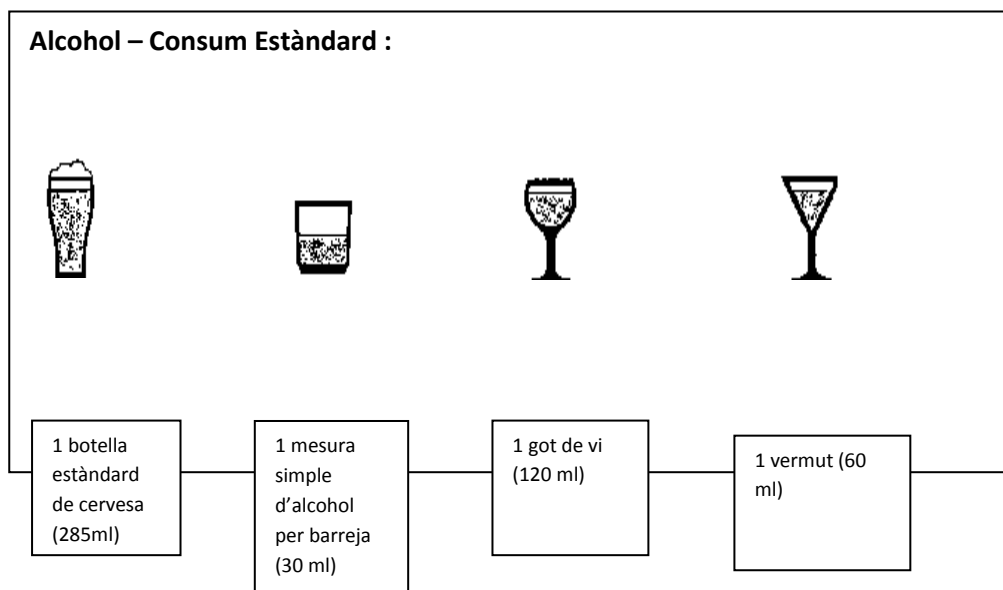 Alcohol – Consum Estàndard :
1 botella
estàndard
de cervesa
(285ml)
1 mesura
simple
d’alcohol
per barreja
(30 ml)
1 got de vi
(120 ml)
1 vermut (60
ml)